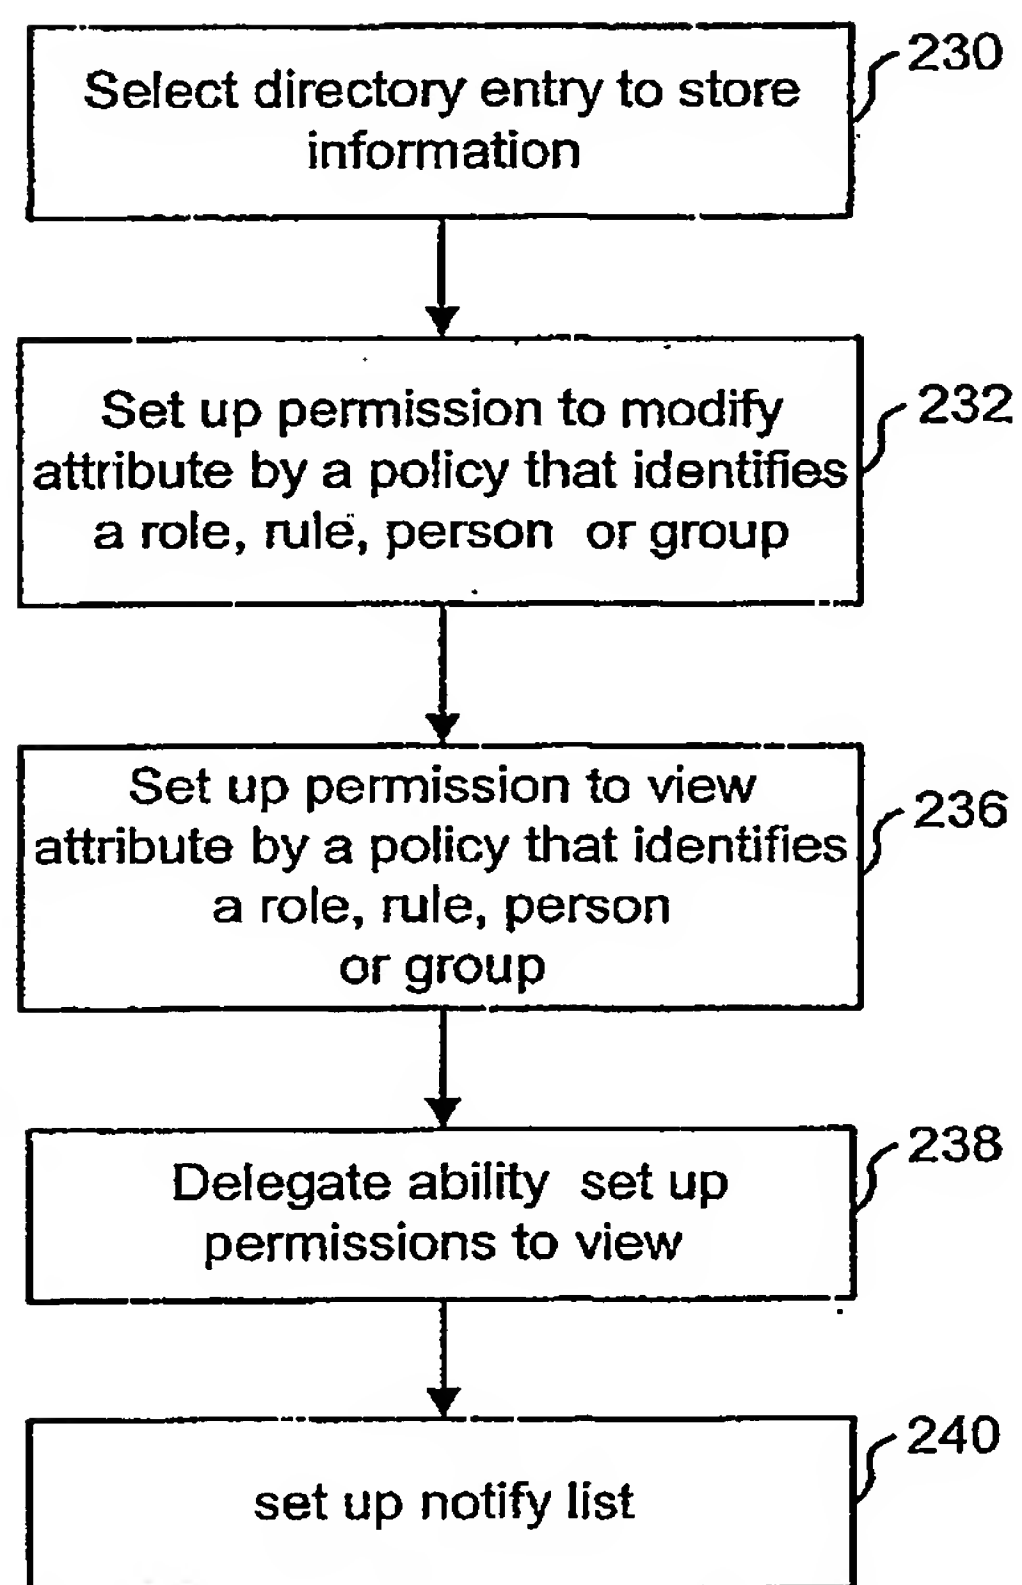 230
Select directory entry to store
information
232
Set up permission to modify
attribute by a policy that identifies
a role, rule, person or group
236
Set up permission to view
attribute by a policy that identifies
a role, rule, person
or group
238
Delegate ability set up
permissions to view
240
set up notify list